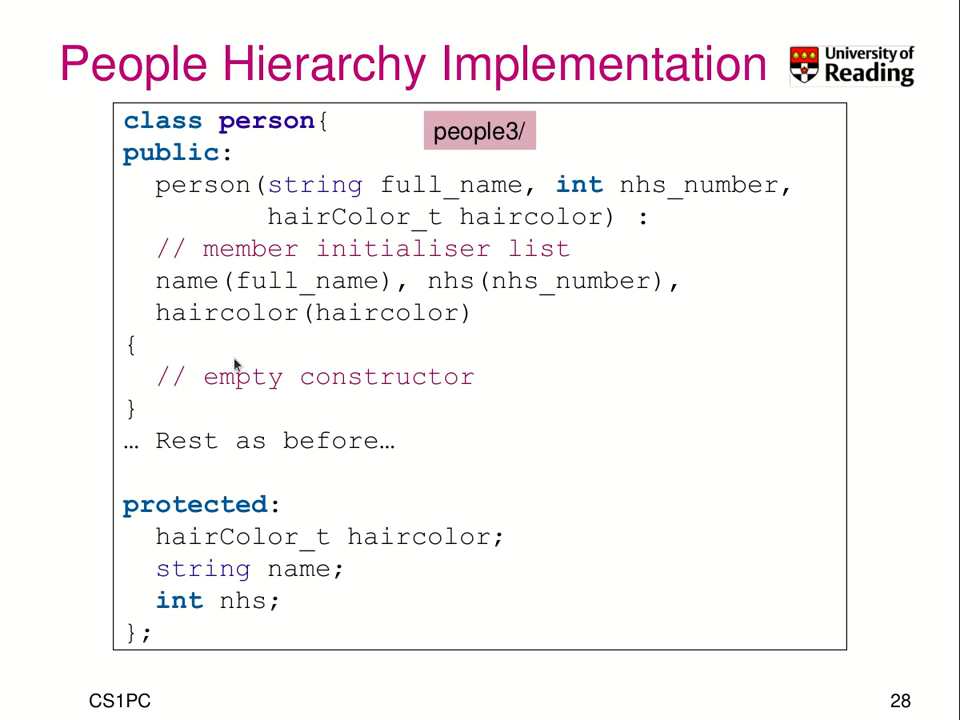 People Hierarchy Implementation
University of
Reading
class person{
people3/
public:
person(string full_name, int nhs_number,
hairColor_t haircolor) :
// member initialiser list
name(full_name), nhs(nhs_number),
haircolor(haircolor)
{
// empty constructor
}
… Rest as before…
protected:
hairColor_t haircolor;
string name;
int nhs;
};
CS1PC
28